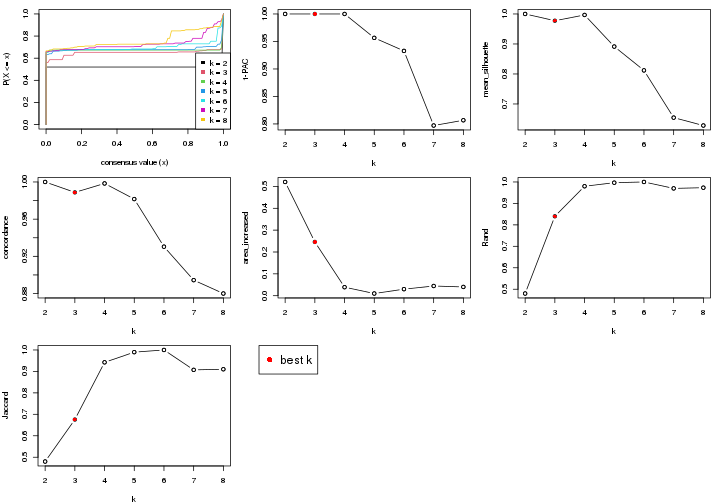 P(X <= x)
0.0 0.2 0.4 0.6 0.8 1.0
k = 2
k = 3
k = 4
k = 5
k = 6
k = 7
k = 8
0.0 0.2 0.4 0.6 0.8 1.0
consensus value (x)
1-PAC
0.80 0.85 0.90 0.95 1.00
2 3 4 5 6 7 8
k
mean_silhouette
0.7 0.8 0.9 1.0
2 3 4 5 6 7 8
k
concordance
0.88 0.92 0.96 1.00
2 3 4 5 6 7 8
k
area_increased
0.0 0.1 0.2 0.3 0.4 0.5
2 3 4 5 6 7 8
k
Rand
0.5 0.6 0.7 0.8 0.9 1.0
2 3 4 5 6 7 8
k
Jaccard
0.5 0.6 0.7 0.8 0.9 1.0
2 3 4 5 6 7 8
k
best k